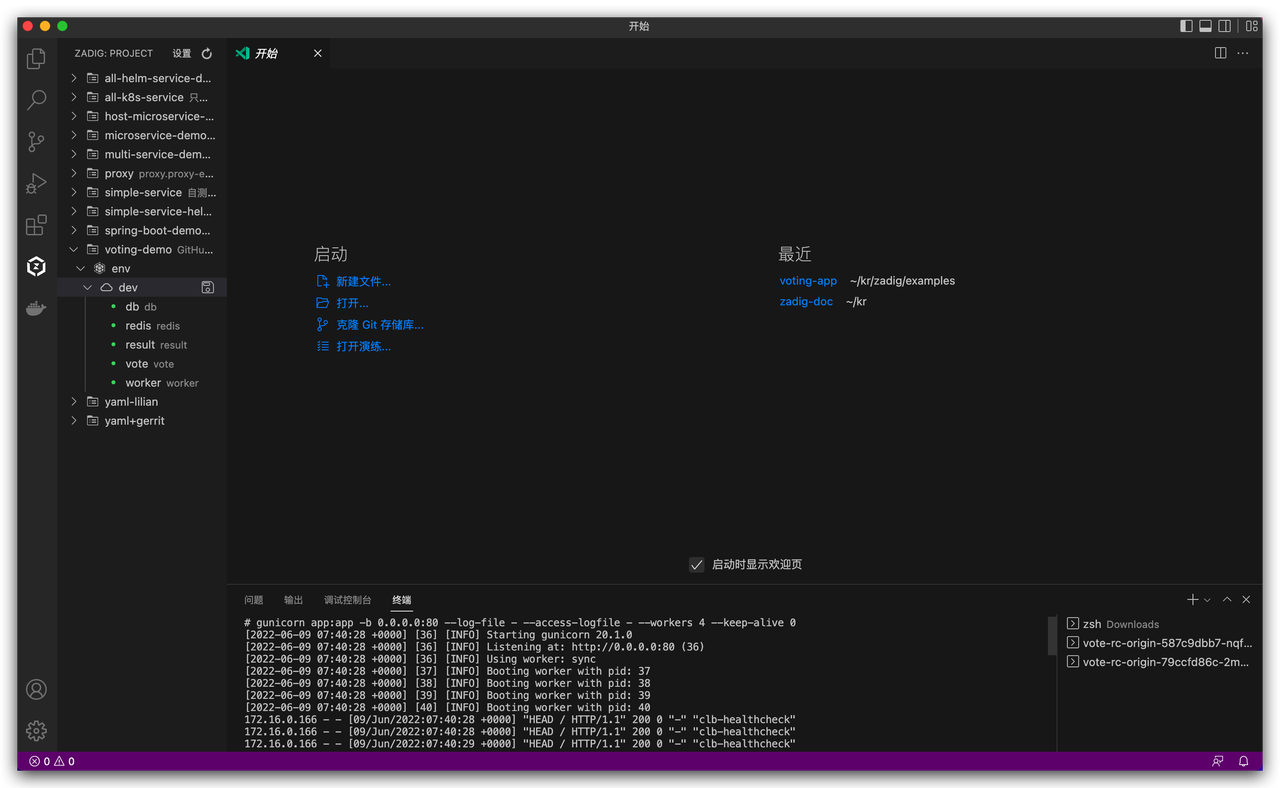 开始
ZADIG: PROJECT 设置
开始
all-helm-service-d...
all-k8s-service 只...
host-microservice-...
microservice-demo...
multi-service-dem...
proxy proxy.proxy-e...
simple-service 自测...
simple-service-hel...
spring-boot-demo...
voting-demo GitHu...
env
dev
db db
redis redis
result result
vote vote
worker worker
yaml-lilian
yaml+gerrit
启动
新建文件...
打开...
克隆 Git 存储库...
打开演练...
最近
voting-app ~/kr/zadig/examples
zadig-doc ~/kr
启动时显示欢迎页
问题 输出 调试控制台 终端
# gunicorn app:app -b 0.0.0.0:80 --log-file - --access-logfile - --workers 4 --keep-alive 0
[2022-06-09 07:40:28 +0000] [36] [INFO] Starting gunicorn 20.1.0
[2022-06-09 07:40:28 +0000] [36] [INFO] Listening at: http://0.0.0.0:80 (36)
[2022-06-09 07:40:28 +0000] [36] [INFO] Using worker: sync
[2022-06-09 07:40:28 +0000] [37] [INFO] Booting worker with pid: 37
[2022-06-09 07:40:28 +0000] [38] [INFO] Booting worker with pid: 38
[2022-06-09 07:40:28 +0000] [39] [INFO] Booting worker with pid: 39
[2022-06-09 07:40:28 +0000] [40] [INFO] Booting worker with pid: 40
172.16.0.166 - - [09/Jun/2022:07:40:28 +0000] "HEAD / HTTP/1.1" 200 0 "-" "clb-healthcheck"
172.16.0.166 - - [09/Jun/2022:07:40:28 +0000] "HEAD / HTTP/1.1" 200 0 "-" "clb-healthcheck"
172.16.0.166 - - [09/Jun/2022:07:40:29 +0000] "HEAD / HTTP/1.1" 200 0 "-" "clb-healthcheck"
zsh Downloads
vote-rc-origin-587c9dbb7-nqf...
vote-rc-origin-79ccfd86c-2m...
0 0